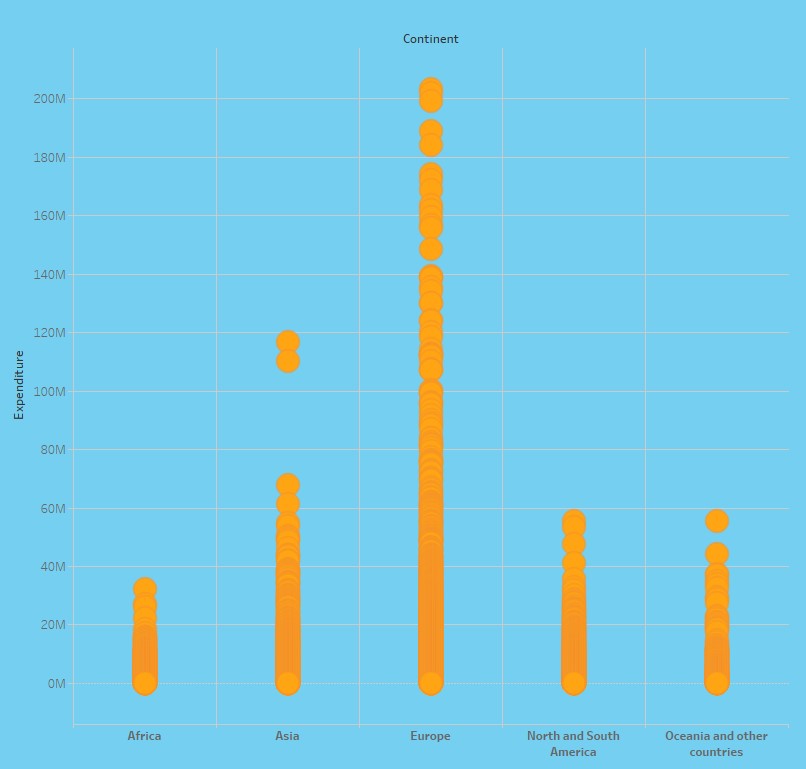 Continent
200M
180M
160M
140M
120M
100M
80M
60M
40M
20M
0M
Expenditure
Africa
Asia
Europe
North and South
America
Oceania and other
countries